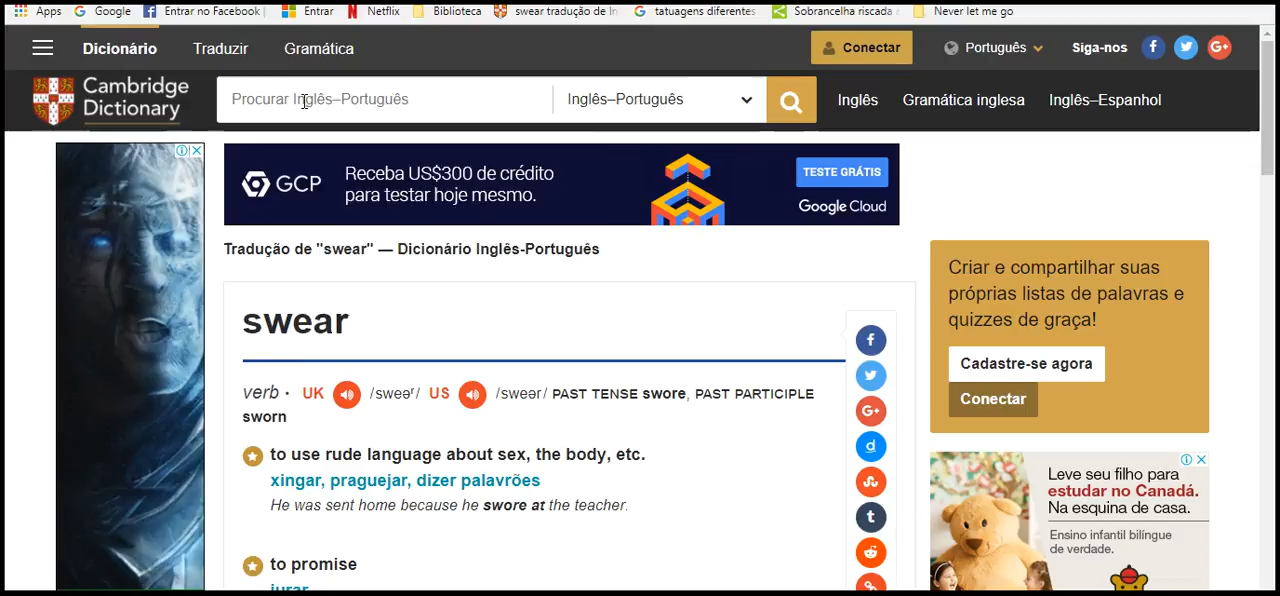 Apps Google Entrar no Facebook Entrar Netflix Biblioteca swear tradução de In tatuagens diferentes Sobrancelha riscada Never let me go
Dicionário Traduzir Gramática Conectar Português Siga-nos
Cambridge
Dictionary
Procurar Inglês–Português Inglês–Português Inglês Gramática inglesa Inglês–Espanhol
GCP
Receba US$300 de crédito
para testar hoje mesmo.
TESTE GRÁTIS
Google Cloud
Tradução de "swear" — Dicionário Inglês-Português
swear
verb · UK /sweəʳ/ US /sweər/ PAST TENSE swore, PAST PARTICIPLE
sworn
to use rude language about sex, the body, etc.
xingar, praguejar, dizer palavrões
He was sent home because he swore at the teacher.
to promise
jurar
Criar e compartilhar suas
próprias listas de palavras e
quizzes de graça!
Cadastre-se agora
Conectar
Leve seu filho para
estudar no Canadá.
Na esquina de casa.
Ensino infantil bilíngue
de verdade.